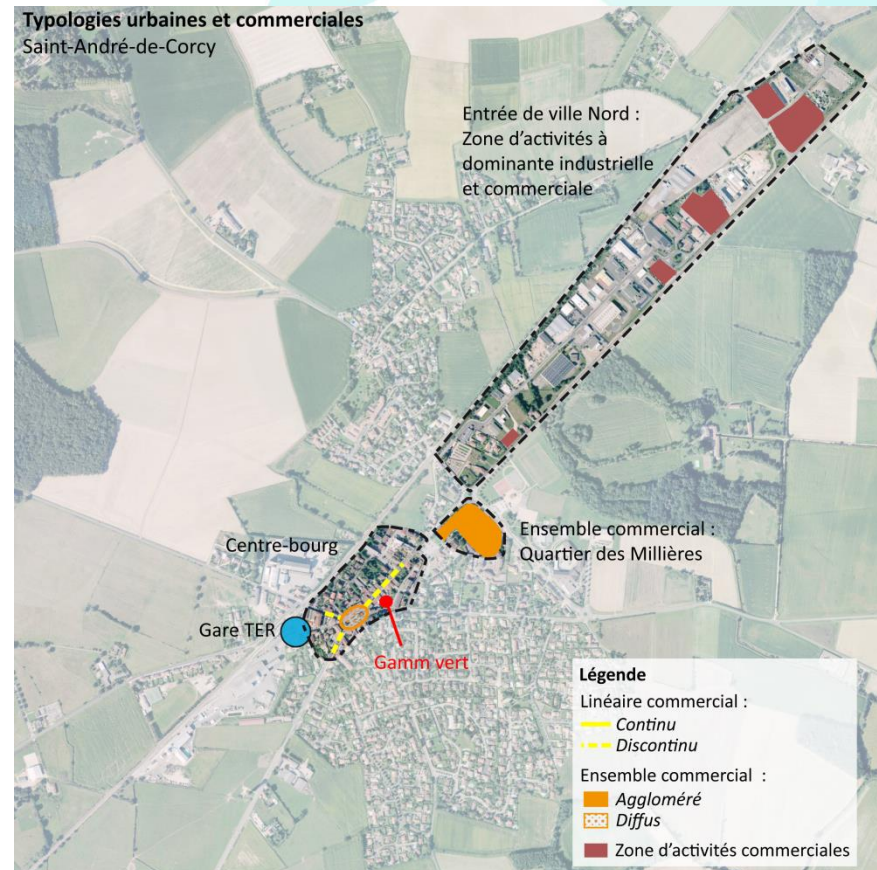 Typologies urbaines et commerciales
Saint-André-de-Corcy
Entrée de ville Nord :
Zone d’activités à
dominante industrielle
et commerciale
Ensemble commercial :
Quartier des Millières
Centre-bourg
Gare TER
Gamm vert
Légende
Linéaire commercial :
Continu
Discontinu
Ensemble commercial :
Aggloméré
Diffus
Zone d’activités commerciales